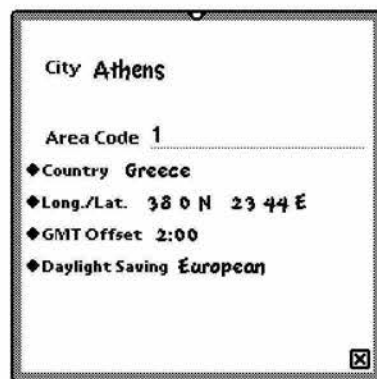 City Athens
Area Code 1
◆Country Greece
◆Long./Lat. 38 0 N 23 44 E
◆GMT Offset 2:00
◆Daylight Saving European